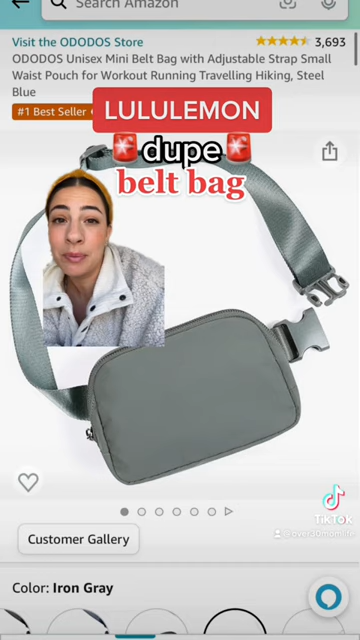 Search Amazon
Visit the ODODOS Store
3,693
ODODOS Unisex Mini Belt Bag with Adjustable Strap Small
Waist Pouch for Workout Running Travelling Hiking, Steel
Blue
#1 Best Seller
LULULEMON
dupe
belt bag
TikTok
@over30momlife
Customer Gallery
Color: Iron Gray